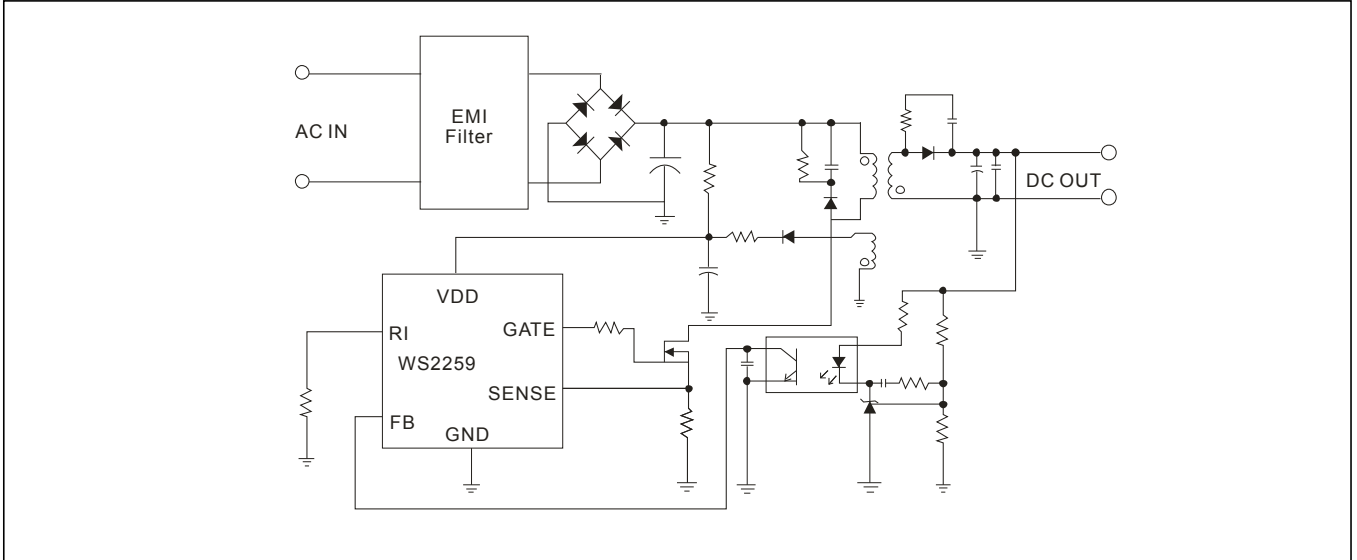 AC IN
EMI
Filter
DC OUT
VDD
RI
GATE
WS2259
SENSE
FB
GND